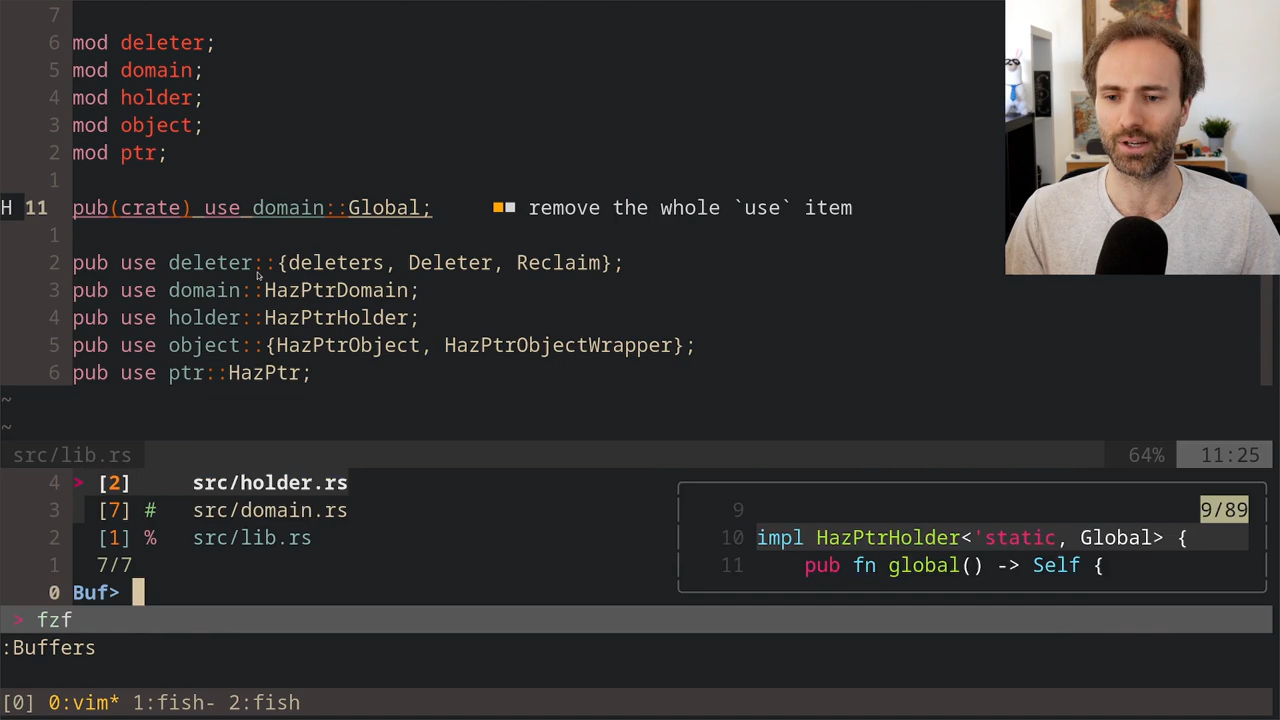 7
6 mod deleter;
5 mod domain;
4 mod holder;
3 mod object;
2 mod ptr;
1
H 11 pub(crate) use domain::Global; remove the whole `use` item
1
2 pub use deleter::{deleters, Deleter, Reclaim};
3 pub use domain::HazPtrDomain;
4 pub use holder::HazPtrHolder;
5 pub use object::{HazPtrObject, HazPtrObjectWrapper};
6 pub use ptr::HazPtr;
~
~
src/lib.rs 64% 11:25
4 > [2] src/holder.rs
3 [7] # src/domain.rs
2 [1] % src/lib.rs
1 7/7
0 Buf>
9 9/89
10 impl HazPtrHolder<'static, Global> {
11 pub fn global() -> Self {
> fzf
:Buffers
[0] 0:vim* 1:fish- 2:fish